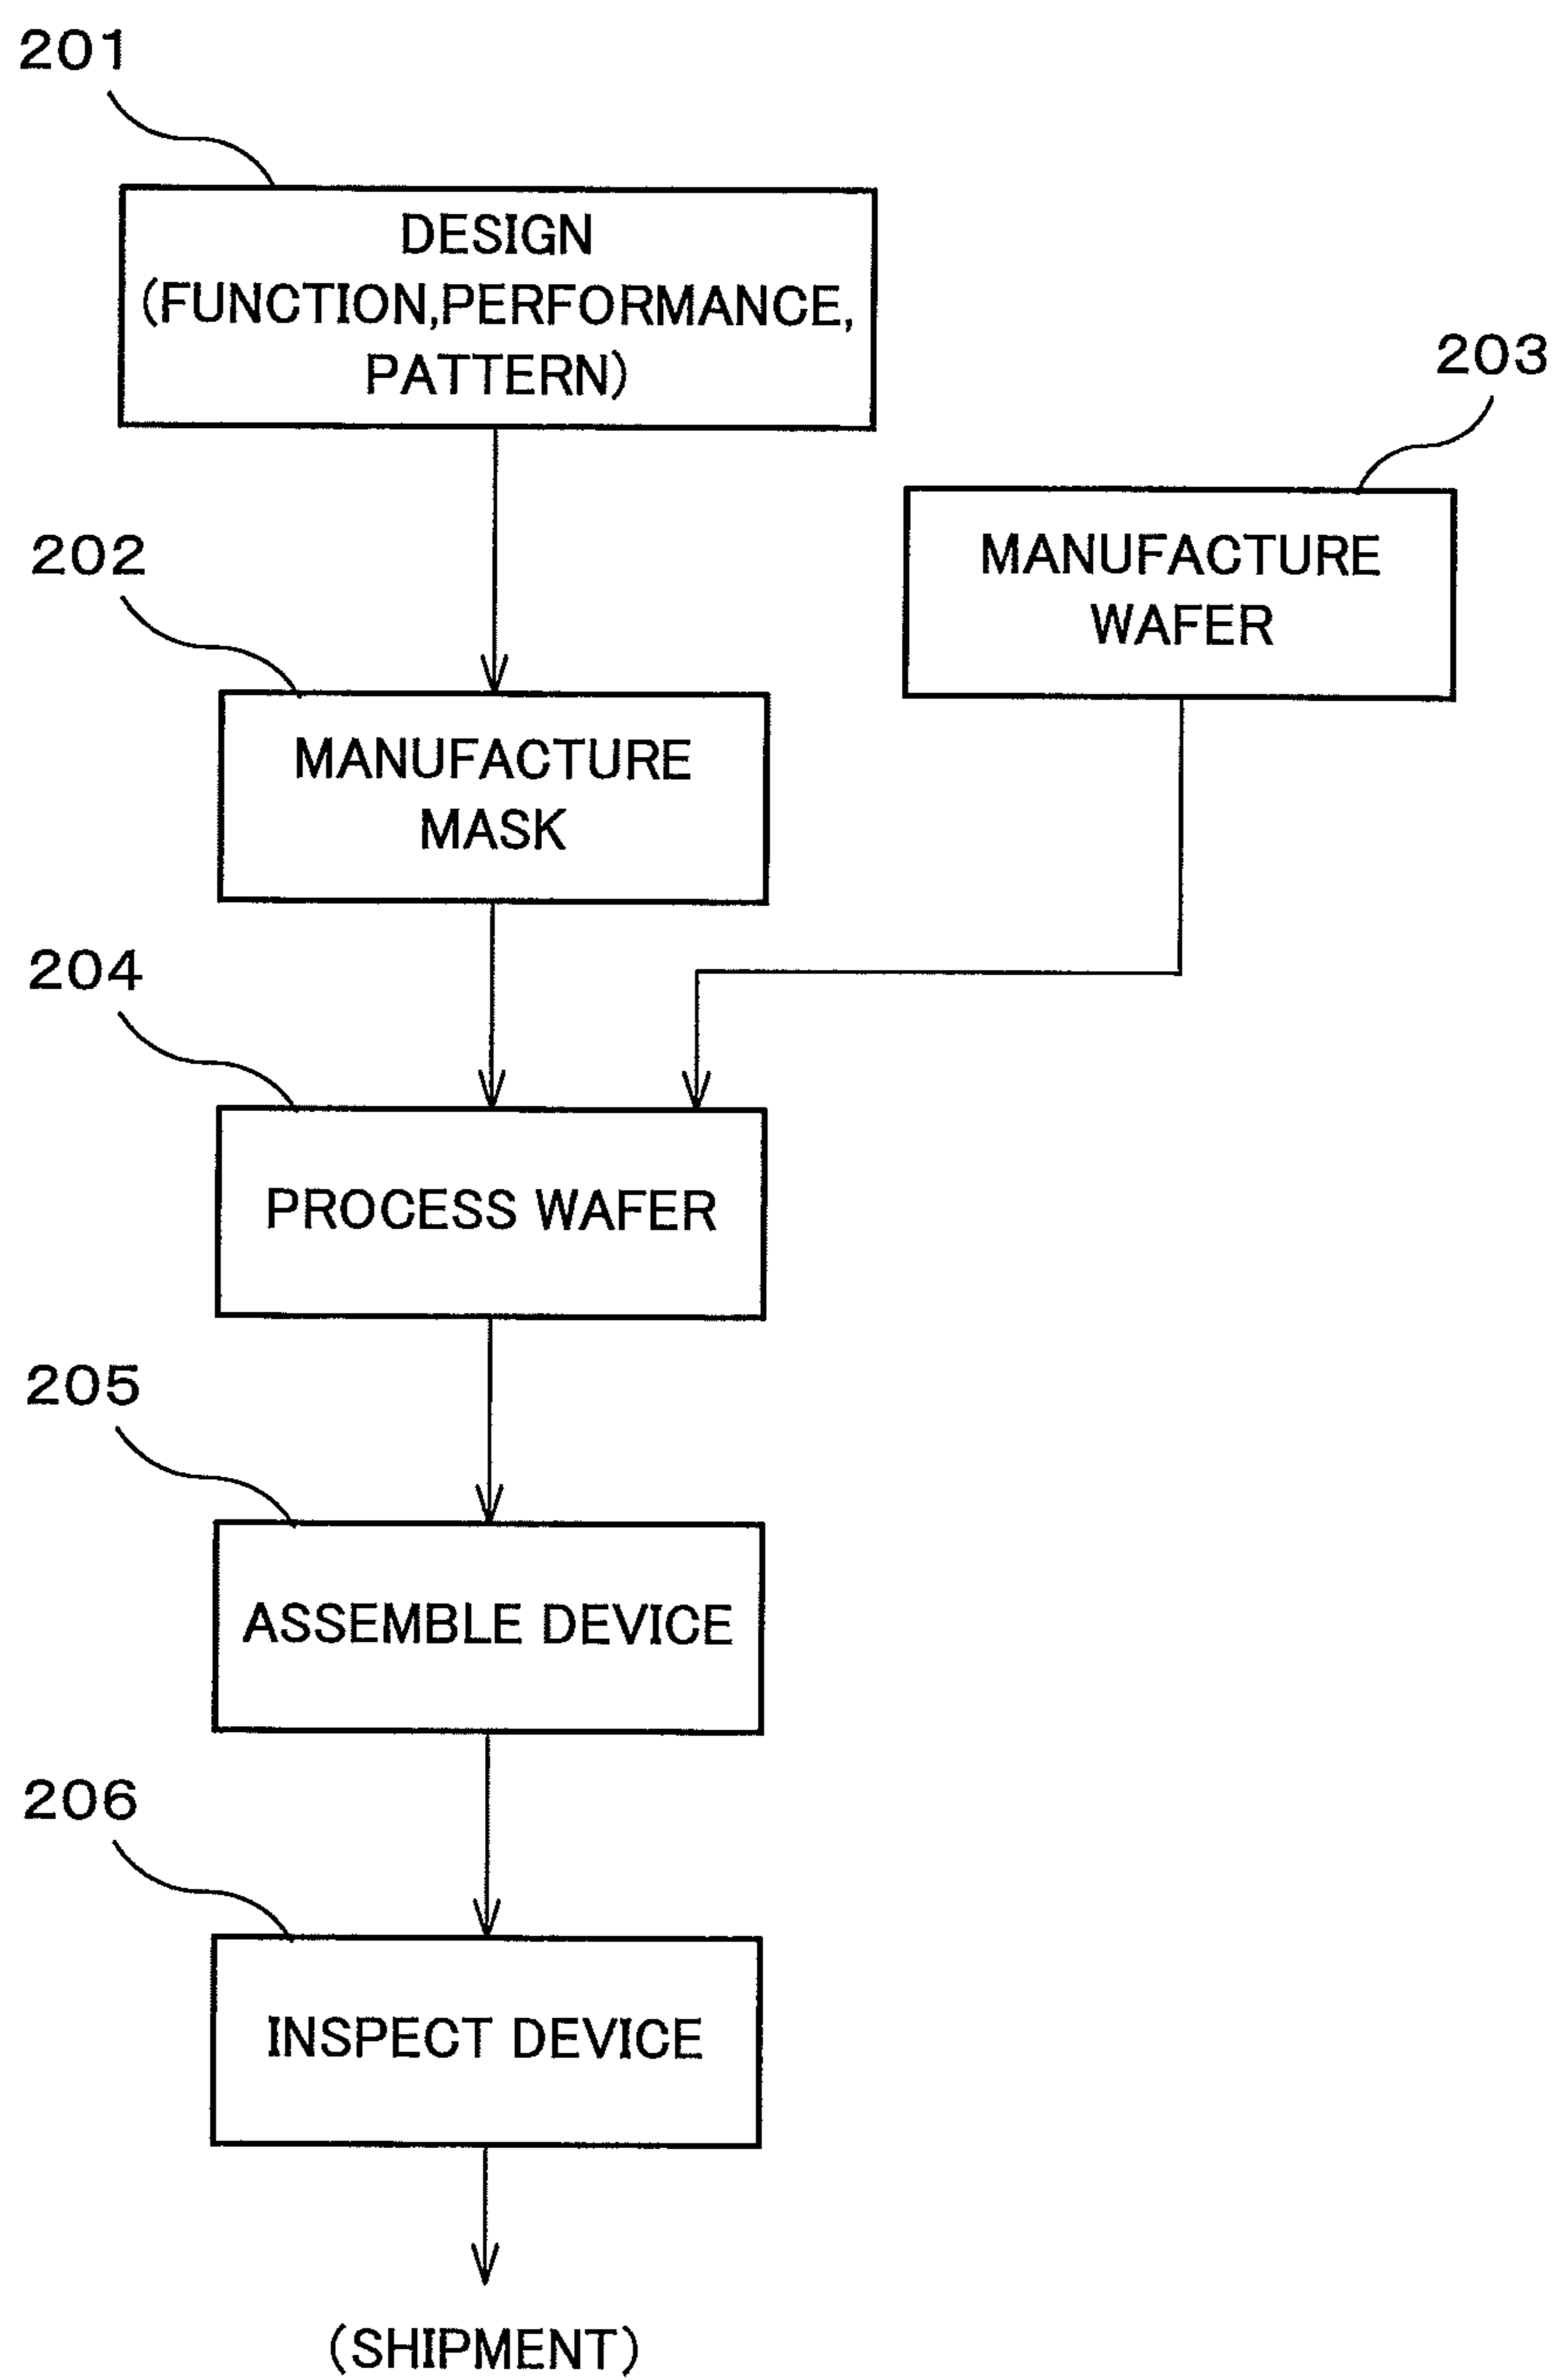 201
DESIGN
(FUNCTION,PERFORMANCE,
PATTERN)
203
MANUFACTURE
WAFER
202
MANUFACTURE
MASK
204
PROCESS WAFER
205
ASSEMBLE DEVICE
206
INSPECT DEVICE
(SHIPMENT)